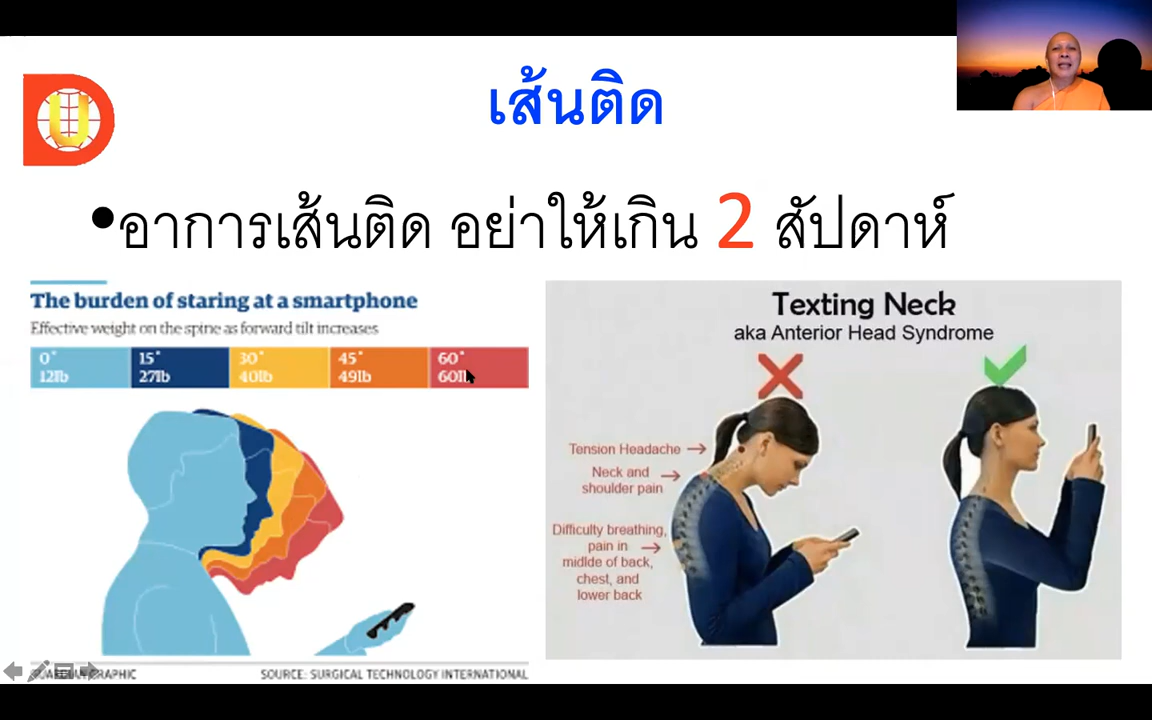 เส้นติด
U
•อาการเส้นติด อย่าให้เกิน 2 สัปดาห์
The burden of staring at a smartphone
Effective weight on the spine as forward tilt increases
0° 15° 30° 45° 60°
12lb 27lb 40lb 49lb 60lb
GRAPHIC
SOURCE: SURGICAL TECHNOLOGY INTERNATIONAL
Texting Neck
aka Anterior Head Syndrome
Tension Headache
Neck and
shoulder pain
Difficulty breathing,
pain in
midlde of back,
chest, and
lower back